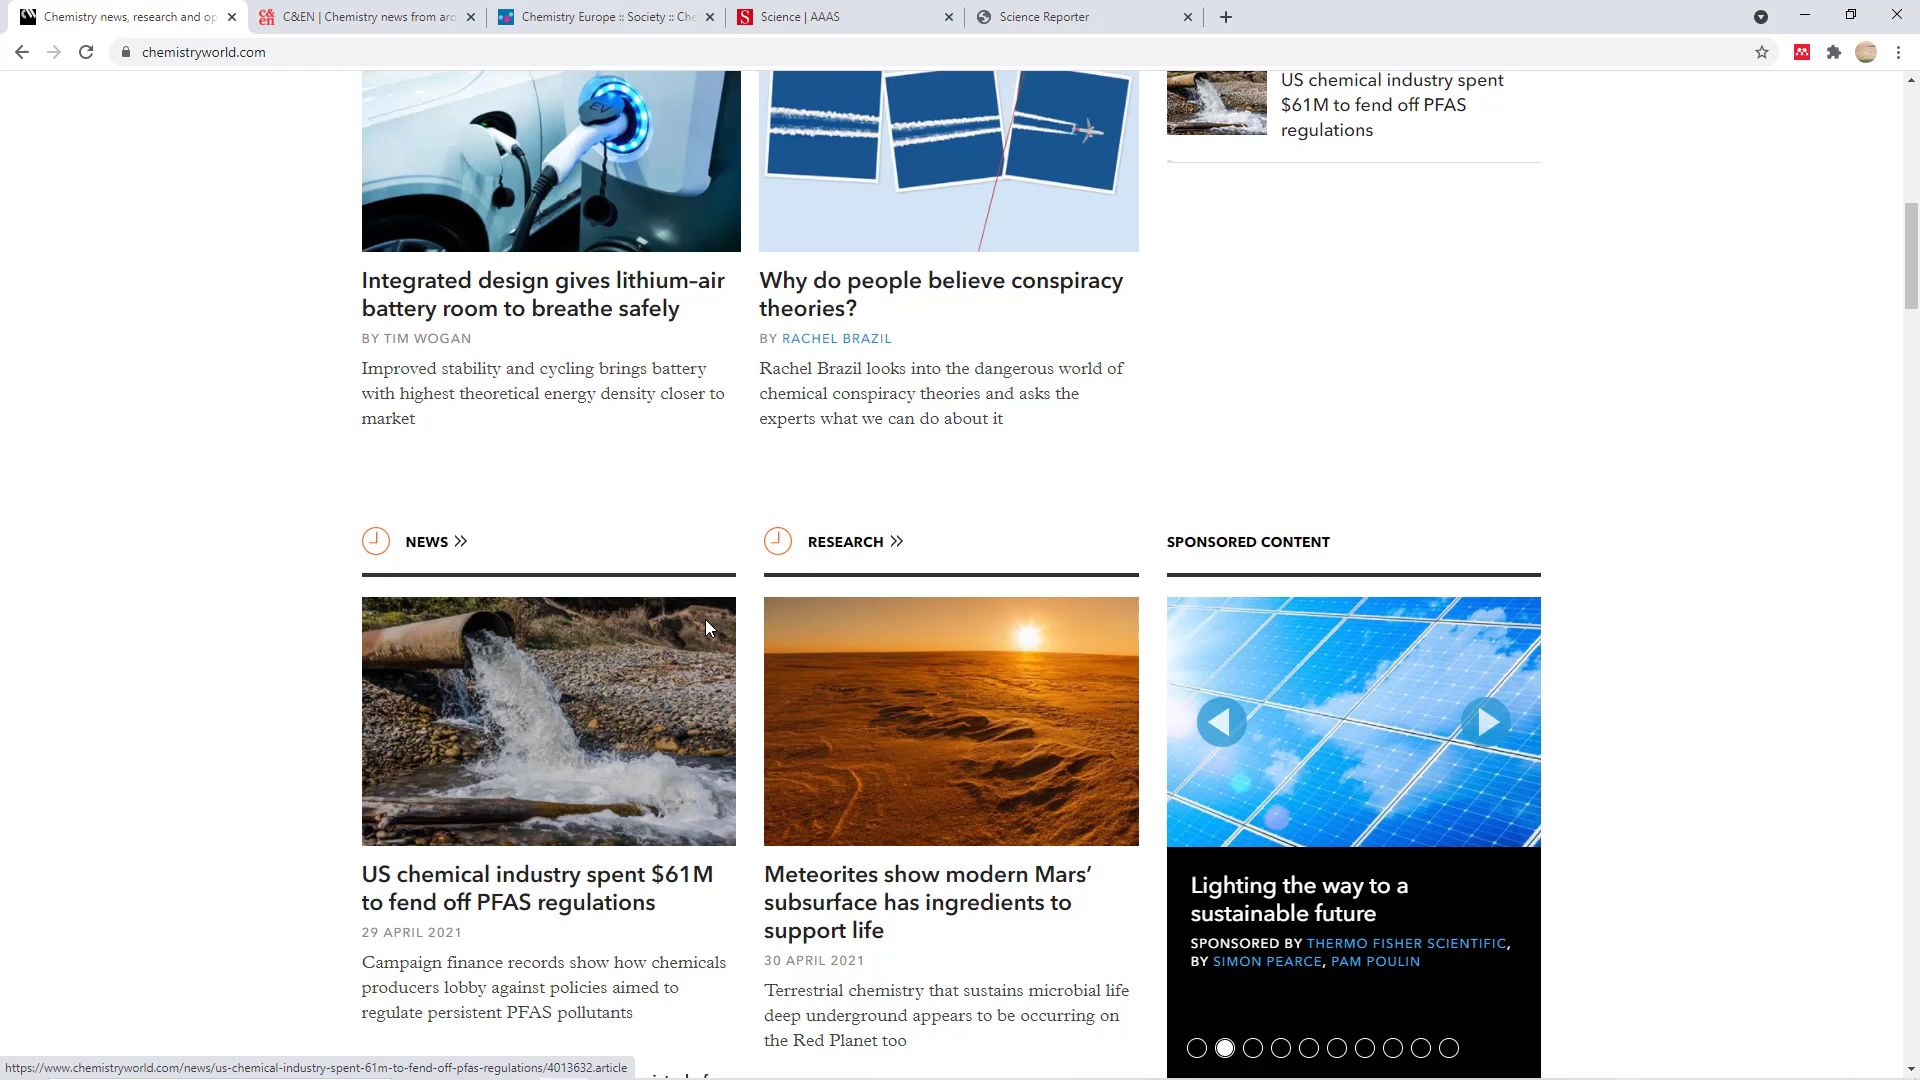 Chemistry news, research and op
C&EN | Chemistry news from aro
Chemistry Europe :: Society :: Che
Science | AAAS
Science Reporter
chemistryworld.com
EV
US chemical industry spent
$61M to fend off PFAS
regulations
Integrated design gives lithium–air
battery room to breathe safely
BY TIM WOGAN
Improved stability and cycling brings battery
with highest theoretical energy density closer to
market
Why do people believe conspiracy
theories?
BY RACHEL BRAZIL
Rachel Brazil looks into the dangerous world of
chemical conspiracy theories and asks the
experts what we can do about it
NEWS »
US chemical industry spent $61M
to fend off PFAS regulations
29 APRIL 2021
Campaign finance records show how chemicals
producers lobby against policies aimed to
regulate persistent PFAS pollutants
RESEARCH »
Meteorites show modern Mars’
subsurface has ingredients to
support life
30 APRIL 2021
Terrestrial chemistry that sustains microbial life
deep underground appears to be occurring on
the Red Planet too
SPONSORED CONTENT
Lighting the way to a
sustainable future
SPONSORED BY THERMO FISHER SCIENTIFIC,
BY SIMON PEARCE, PAM POULIN
https://www.chemistryworld.com/news/us-chemical-industry-spent-61m-to-fend-off-pfas-regulations/4013632.article